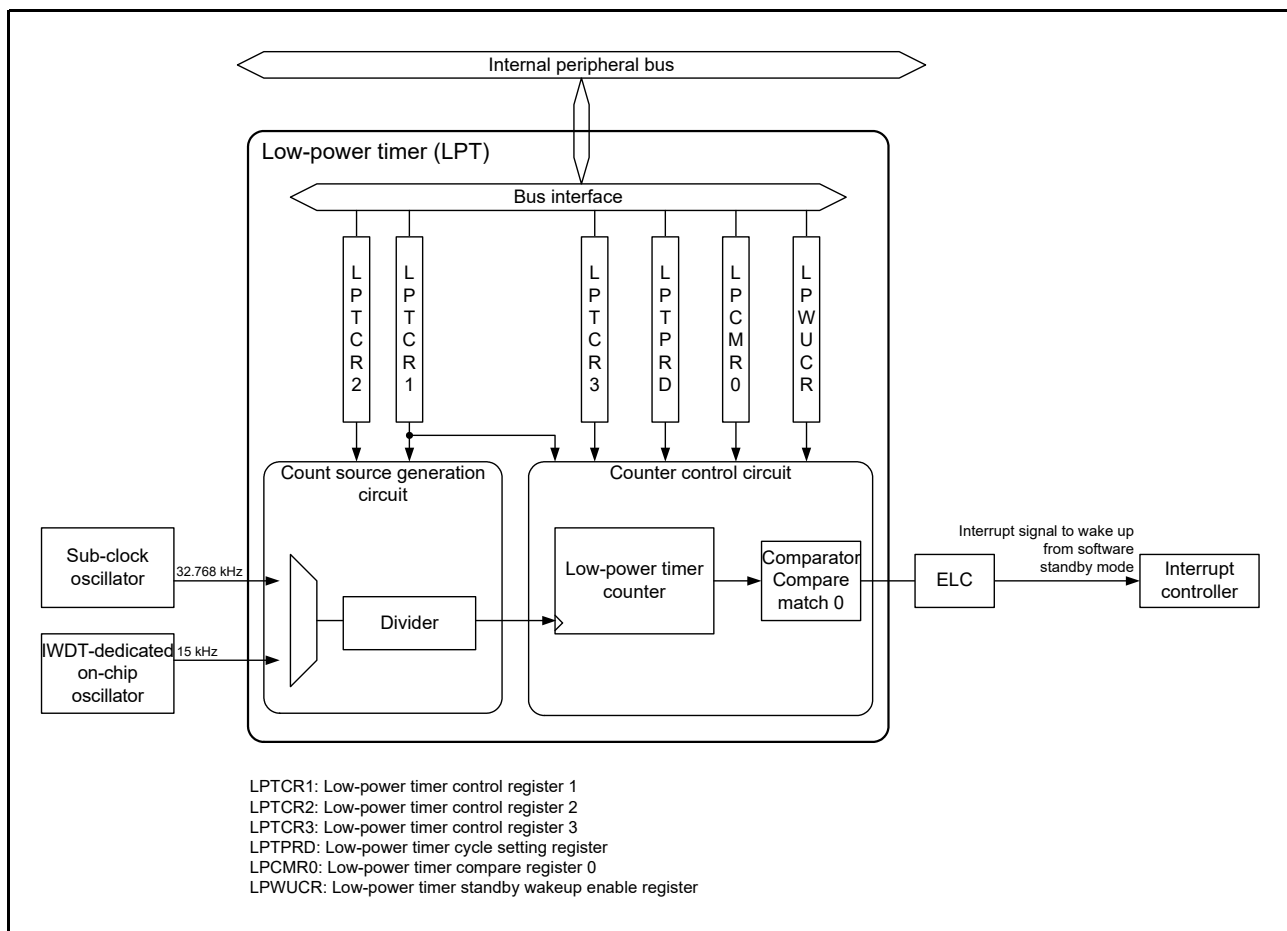 Internal peripheral bus
Low-power timer (LPT)
Bus interface
LPTCR2
LPTCR1
LPTCR3
LPTPRD
LPCMR0
LPWUCR
Count source generation
circuit
Counter control circuit
Sub-clock
oscillator
32.768 kHz
IWDT-dedicated
on-chip
oscillator
15 kHz
Divider
Low-power timer
counter
Comparator
Compare
match 0
ELC
Interrupt signal to wake up
from software
standby mode
Interrupt
controller
LPTCR1: Low-power timer control register 1
LPTCR2: Low-power timer control register 2
LPTCR3: Low-power timer control register 3
LPTPRD: Low-power timer cycle setting register
LPCMR0: Low-power timer compare register 0
LPWUCR: Low-power timer standby wakeup enable register